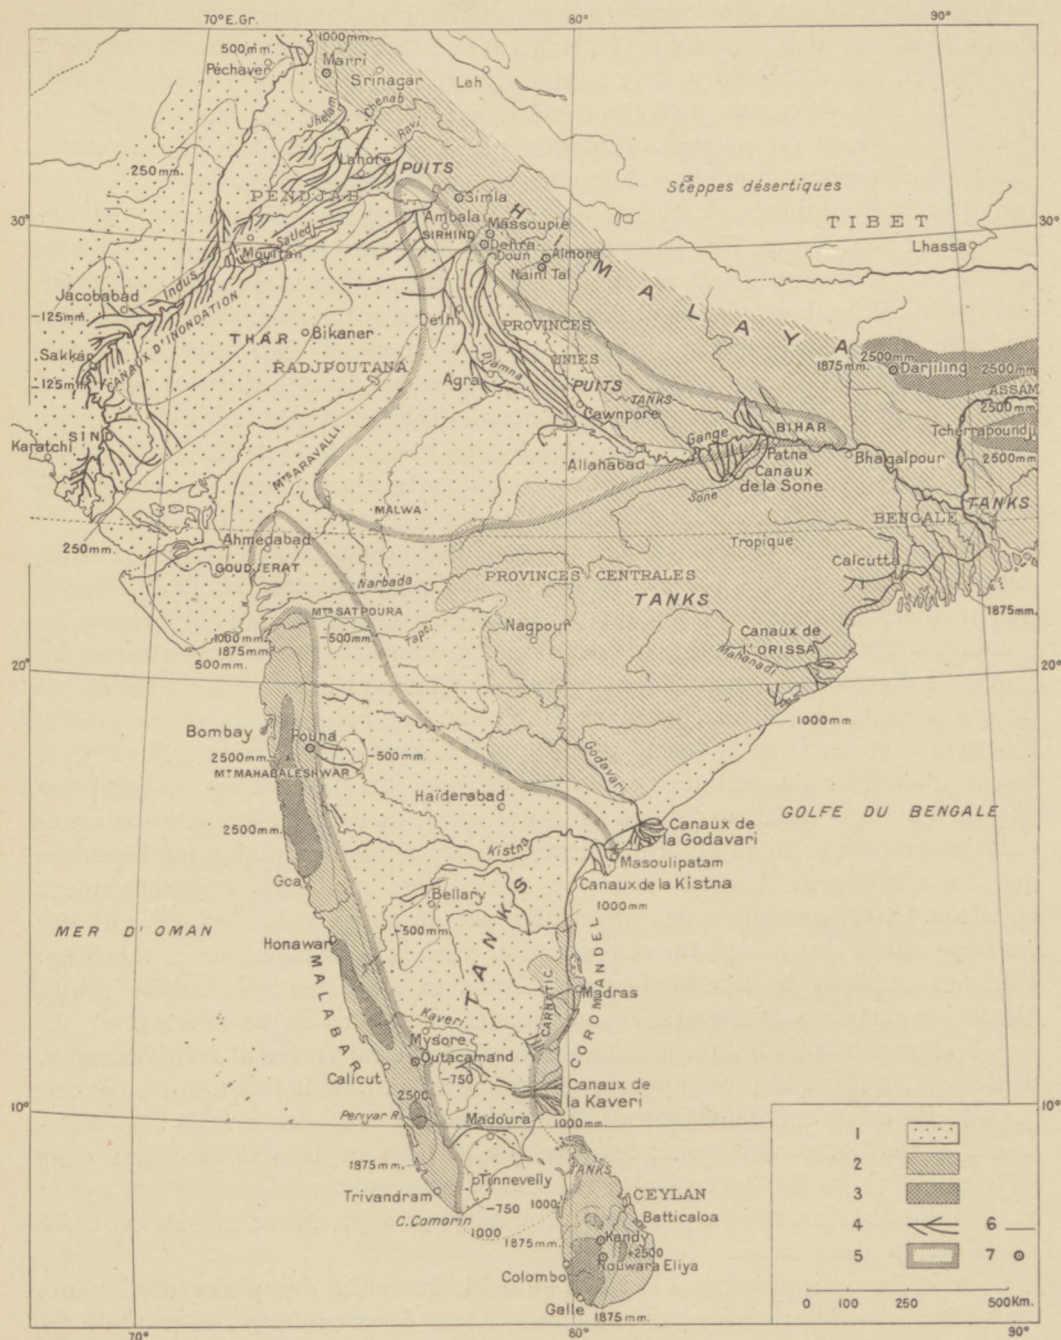 70° E.Gr.
80°
90°
1000mm.
500mm.
Marri
Péchaver
Srinagar
Leh
Jhelam
Chenab
Ravi
250mm.
Lahore
PUITS
PENDJAB
Simla
Steppes désertiques
TIBET
30°
30°
Ambala
Massourie
SIRHIND
Dehra
Doun
Almora
Naini Tal
Lhassa
HIMALAYA
Satledj
Moultan
Indus
Jacobabad
-125mm.
CANAUX D'INONDATION
Delhi
PROVINCES
UNIES
THAR
Bikaner
RADJPOUTANA
Sakkar
-125mm.
Djamna
Agra
PUITS
TANKS
Cawnpore
1875mm.
2500mm.
Darjiling
2500mm.
ASSAM
2500mm.
Tcherrapoundji
2500mm.
SIND
Karatchi
Gange
BIHAR
Patna
Bhagalpour
Allahabad
Canaux
de la Sone
Sone
Mts ARAVALLI
MALWA
TANKS
BENGALE
250mm.
Ahmedabad
Tropique
GOUDJERAT
Narbada
PROVINCES CENTRALES
Calcutta
TANKS
1875mm.
Mts SATPOURA
Tapti
Nagpour
Canaux de
l'ORISSA
Mahanadi
1000mm.
1875mm.
-500mm.
500mm.
20°
20°
1000mm.
Bombay
Pouna
-500mm.
2500mm.
Mt MAHABALESHWAR
Godavari
Haïderabad
GOLFE DU BENGALE
2500mm.
Canaux de
la Godavari
Kistna
Masoulipatam
Canaux de la Kistna
Goa
Bellary
1000mm
MER D'OMAN
-500mm.
Honawar
TANKS
MALABAR
CARNATIC
COROMANDEL
Madras
Kaveri
Mysore
Outacamand
Calicut
-750
Canaux de
la Kaveri
2500
10°
10°
Periyar R.
Madoura
1000mm.
1875mm.
TANKS
Tinnevelly
Trivandram
CEYLAN
-750
1000
Batticaloa
C. Comorin
1000
1875mm.
Kandy
+2500
Nouwara Eliya
Colombo
Galle
1875mm.
1
2
3
4
6
5
7
0 100 250 500Km.
70°
80°
90°